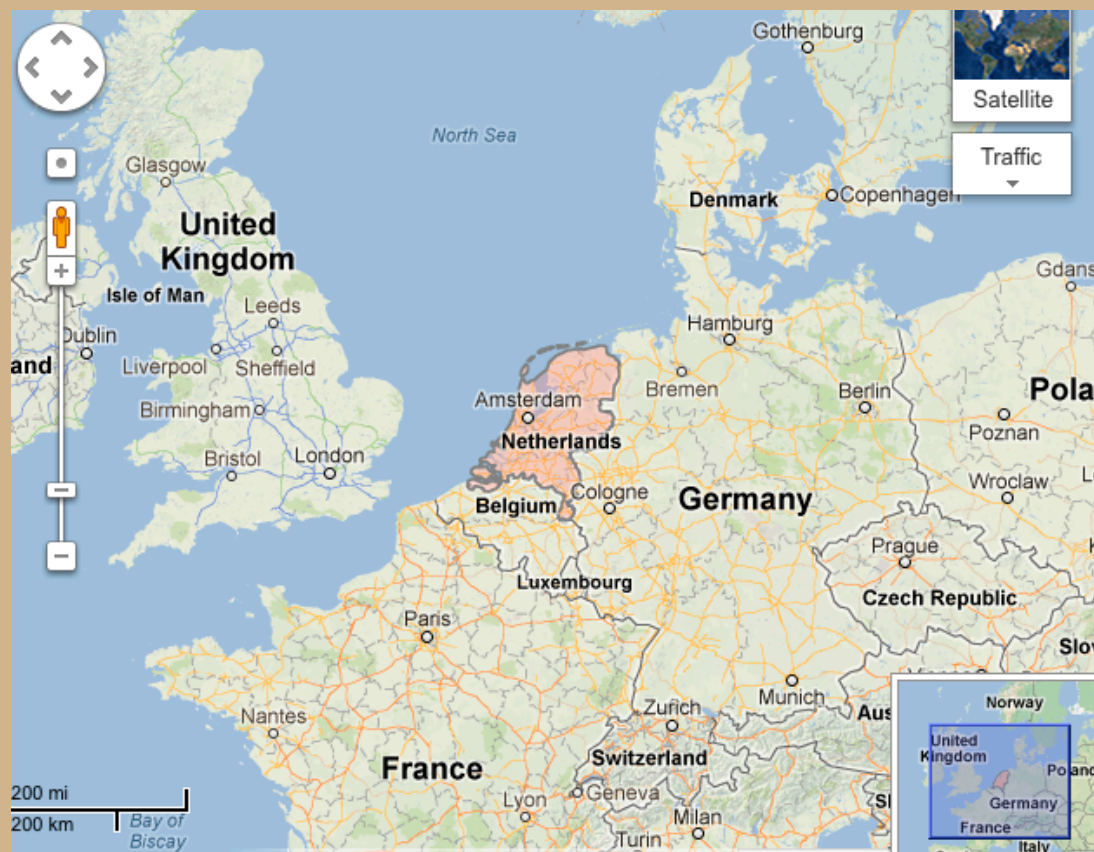 Gothenburg
Satellite
North Sea
Traffic
Glasgow
Denmark
Copenhagen
United
Kingdom
Gdans
Isle of Man
Leeds
Hamburg
Dublin
and
Liverpool
Sheffield
Bremen
Berlin
Pola
Amsterdam
Birmingham
Poznan
Netherlands
Bristol
London
Cologne
Wroclaw
Belgium
Germany
Prague
Luxembourg
Czech Republic
Paris
Slov
Munich
Zurich
Nantes
Aus
Switzerland
France
Geneva
Lyon
Milan
Turin
200 mi
200 km
Bay of
Biscay
Norway
United
Kingdom
Poland
Germany
France
Italy